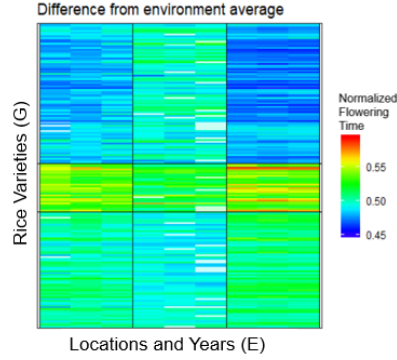 Difference from environment average
Rice Varieties (G)
Normalized
Flowering
Time
0.55
0.50
0.45
Locations and Years (E)